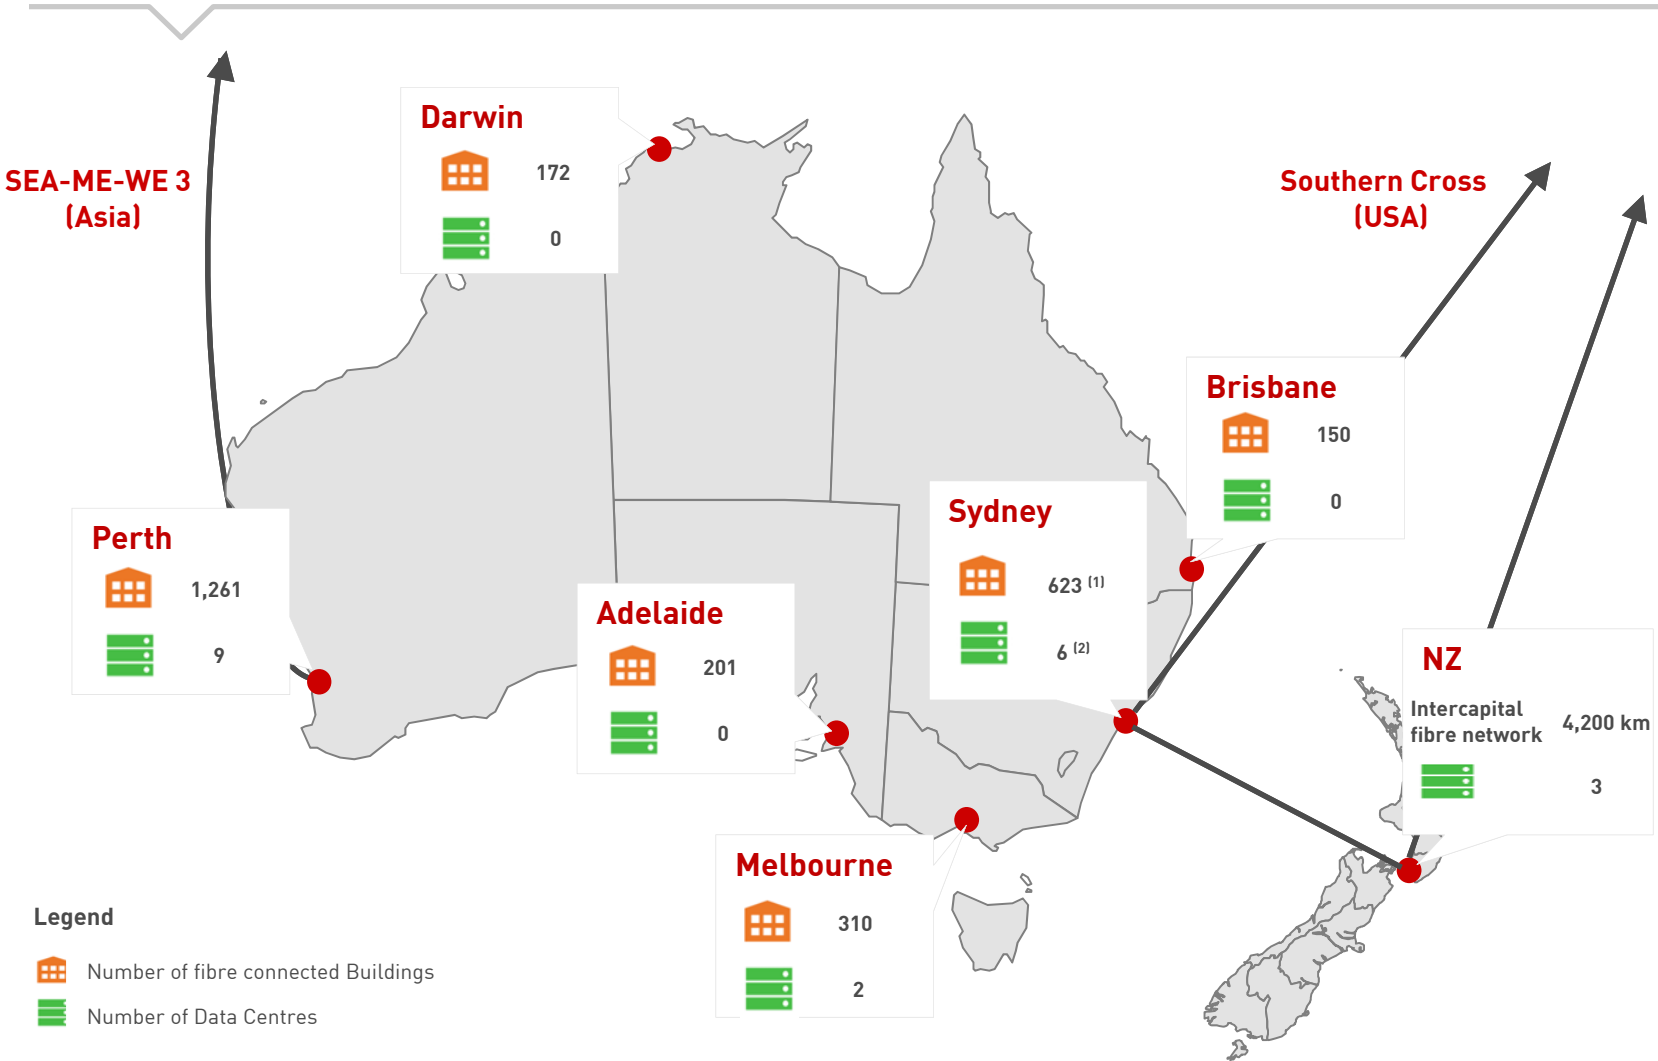 SEA-ME-WE 3
(Asia)
Darwin
172
0
Southern Cross
(USA)
Brisbane
150
0
Sydney
623 (1)
6 (2)
Perth
1,261
9
Adelaide
201
0
NZ
Intercapital
fibre network
4,200 km
3
Melbourne
310
2
Legend
Number of fibre connected Buildings
Number of Data Centres